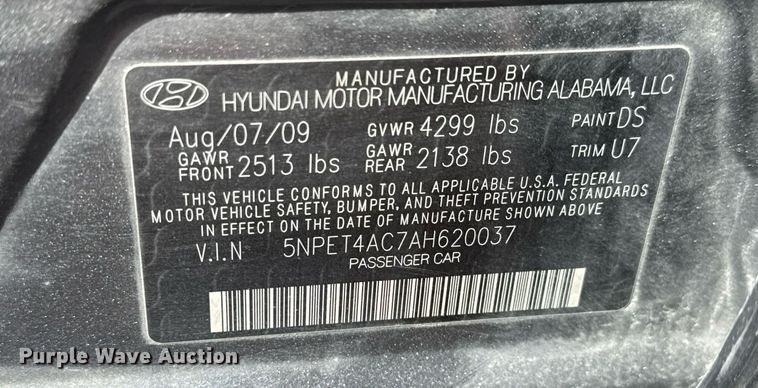 MANUFACTURED BY
HYUNDAI MOTOR MANUFACTURING ALABAMA, LLC
Aug/07/09 GVWR 4299 lbs PAINT DS
GAWR FRONT 2513 lbs GAWR REAR 2138 lbs TRIM U7
THIS VEHICLE CONFORMS TO ALL APPLICABLE U.S.A. FEDERAL
MOTOR VEHICLE SAFETY, BUMPER, AND THEFT PREVENTION STANDARDS
IN EFFECT ON THE DATE OF MANUFACTURE SHOWN ABOVE.
V.I.N 5NPET4AC7AH620037
PASSENGER CAR
Purple Wave Auction